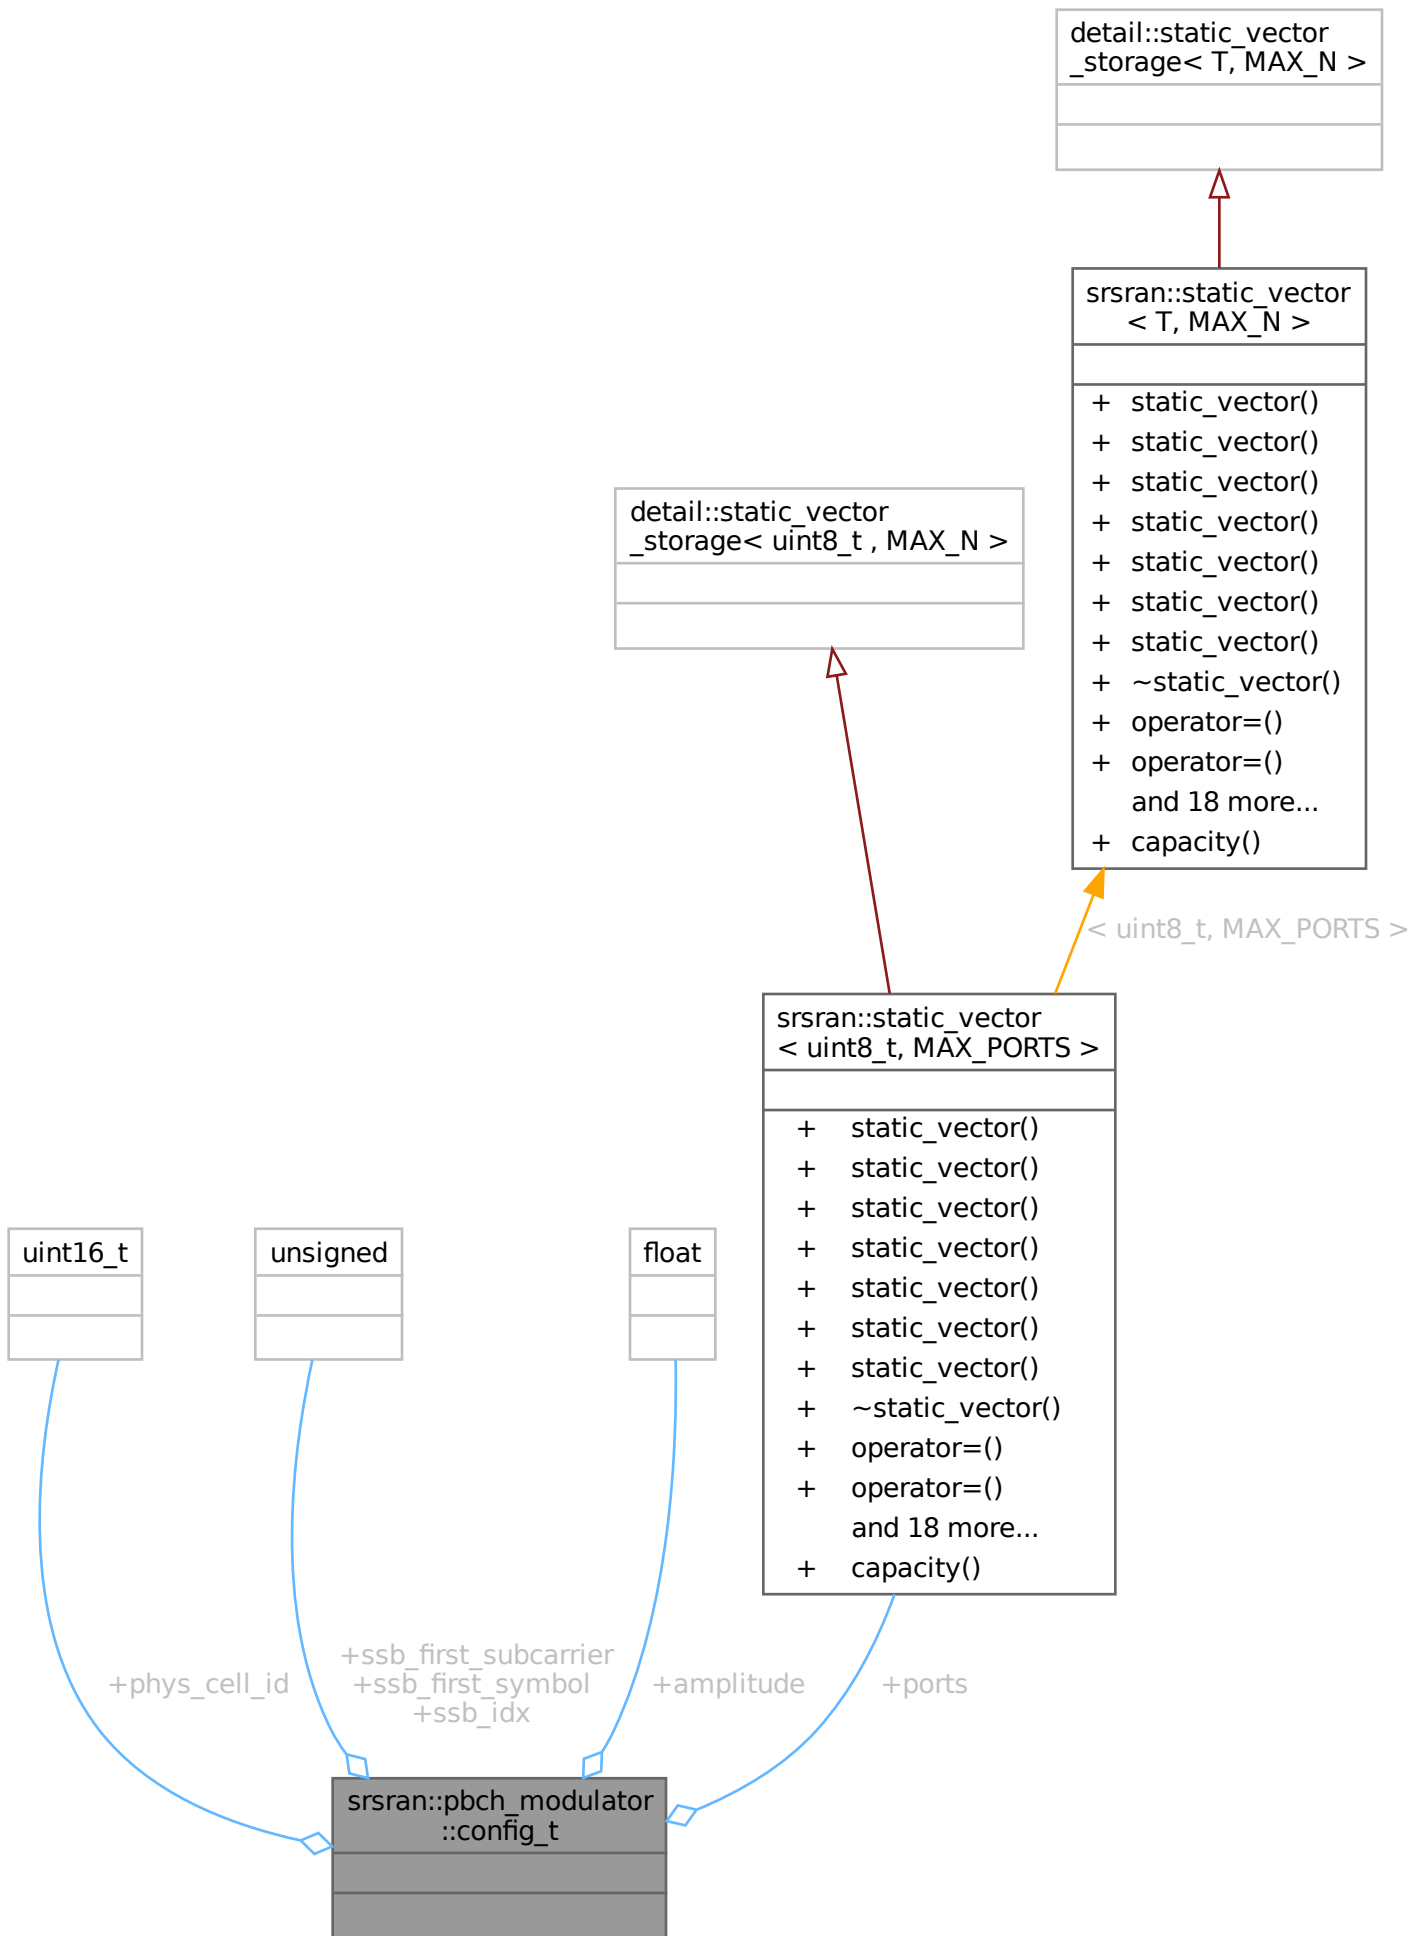 detail::static_vector
_storage< T, MAX_N >
srsran::static_vector
< T, MAX_N >
+ static_vector()
+ static_vector()
+ static_vector()
+ static_vector()
+ static_vector()
+ static_vector()
+ static_vector()
+ ~static_vector()
+ operator=()
+ operator=()
and 18 more...
+ capacity()
detail::static_vector
_storage< uint8_t , MAX_N >
< uint8_t, MAX_PORTS >
srsran::static_vector
< uint8_t, MAX_PORTS >
+ static_vector()
+ static_vector()
+ static_vector()
+ static_vector()
+ static_vector()
+ static_vector()
+ static_vector()
+ ~static_vector()
+ operator=()
+ operator=()
and 18 more...
+ capacity()
uint16_t
unsigned
float
+phys_cell_id
+ssb_first_subcarrier
+ssb_first_symbol
+ssb_idx
+amplitude
+ports
srsran::pbch_modulator
::config_t